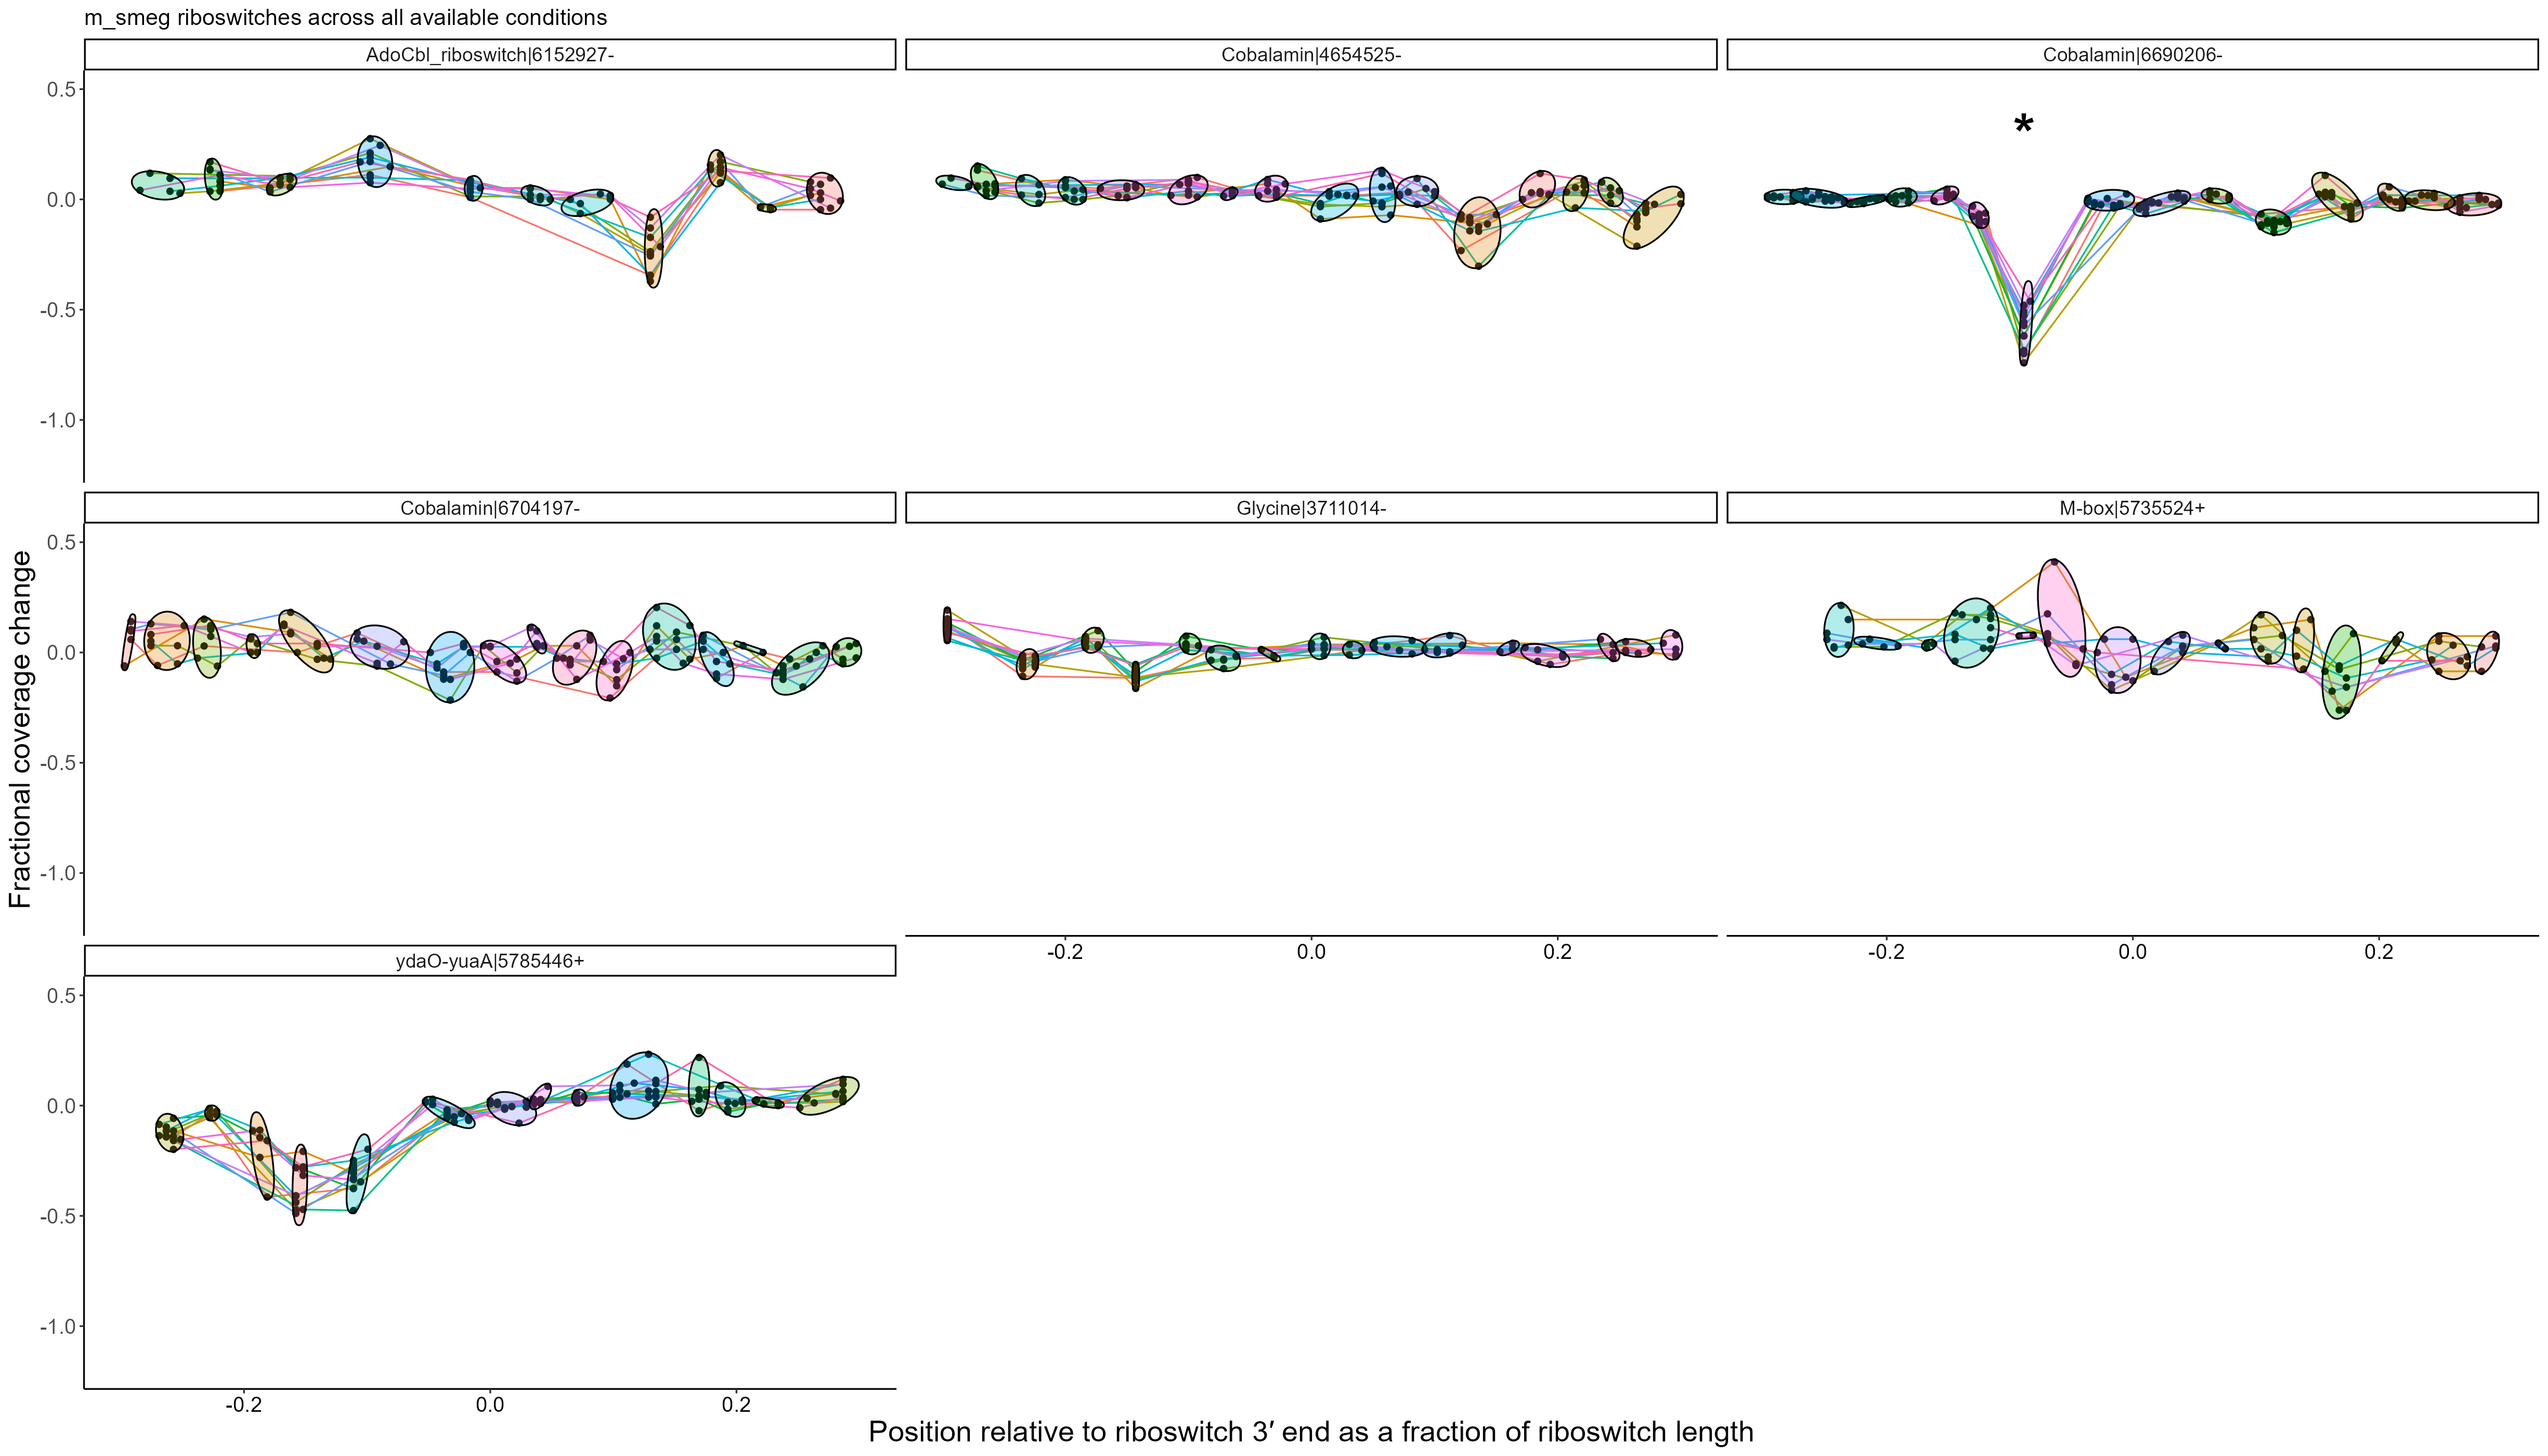 m_smeg riboswitches across all available conditions
AdoCbl_riboswitch|6152927-
Cobalamin|4654525-
Cobalamin|6690206-
0.5
0.0
-0.5
-1.0
*
Cobalamin|6704197-
Glycine|3711014-
M-box|5735524+
0.5
0.0
-0.5
-1.0
-0.2 0.0 0.2
-0.2 0.0 0.2
ydaO-yuaA|5785446+
0.5
0.0
-0.5
-1.0
-0.2 0.0 0.2
Fractional coverage change
Position relative to riboswitch 3′ end as a fraction of riboswitch length